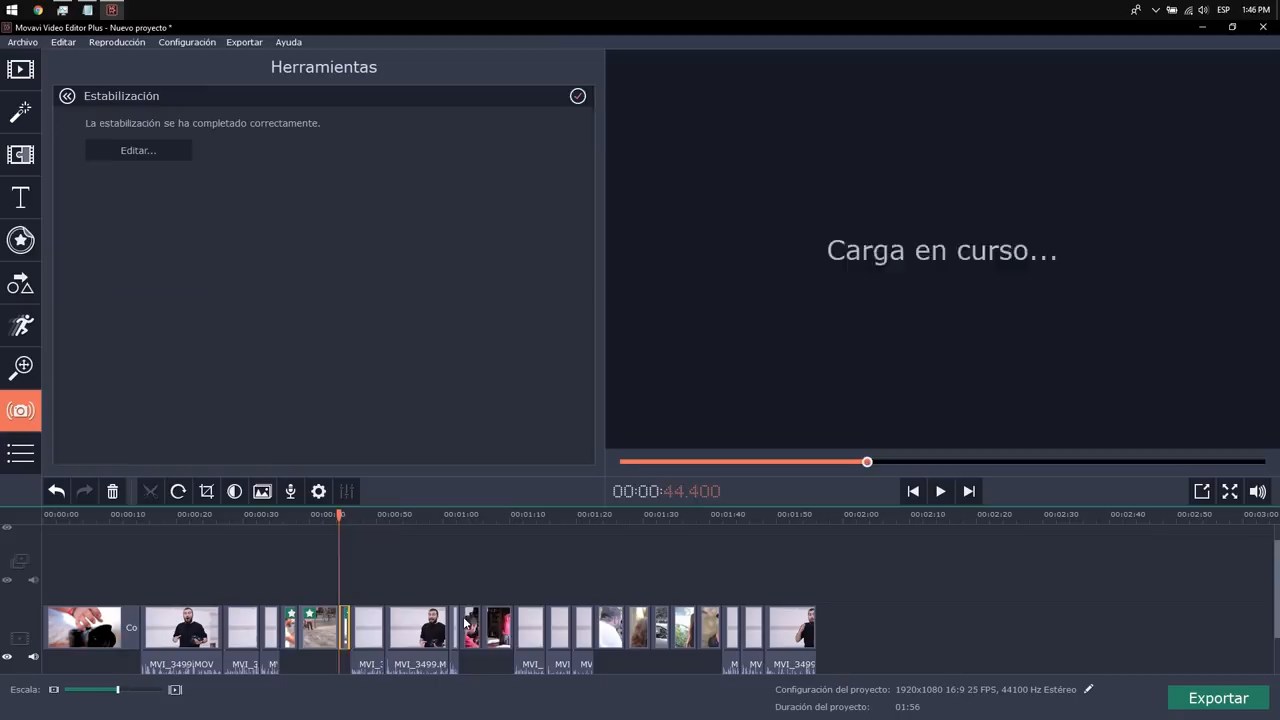 ESP 1:46 PM
Movavi Video Editor Plus - Nuevo proyecto *
Archivo Editar Reproducción Configuración Exportar Ayuda
Herramientas
Estabilización
La estabilización se ha completado correctamente.
Editar...
Carga en curso...
00:00:44.400
00:00:00 00:00:10 00:00:20 00:00:30 00:00:50 00:01:00 00:01:10 00:01:20 00:01:30 00:01:40 00:01:50 00:02:00 00:02:10 00:02:20 00:02:30 00:02:40 00:02:50 00:03:00
Co
MVI_3499.MOV MVI_3 MVI_3 MVI_3499.M MVI_ MVI MVI M MV MVI_3499
Escala:
Configuración del proyecto: 1920x1080 16:9 25 FPS, 44100 Hz Estéreo
Duración del proyecto: 01:56
Exportar